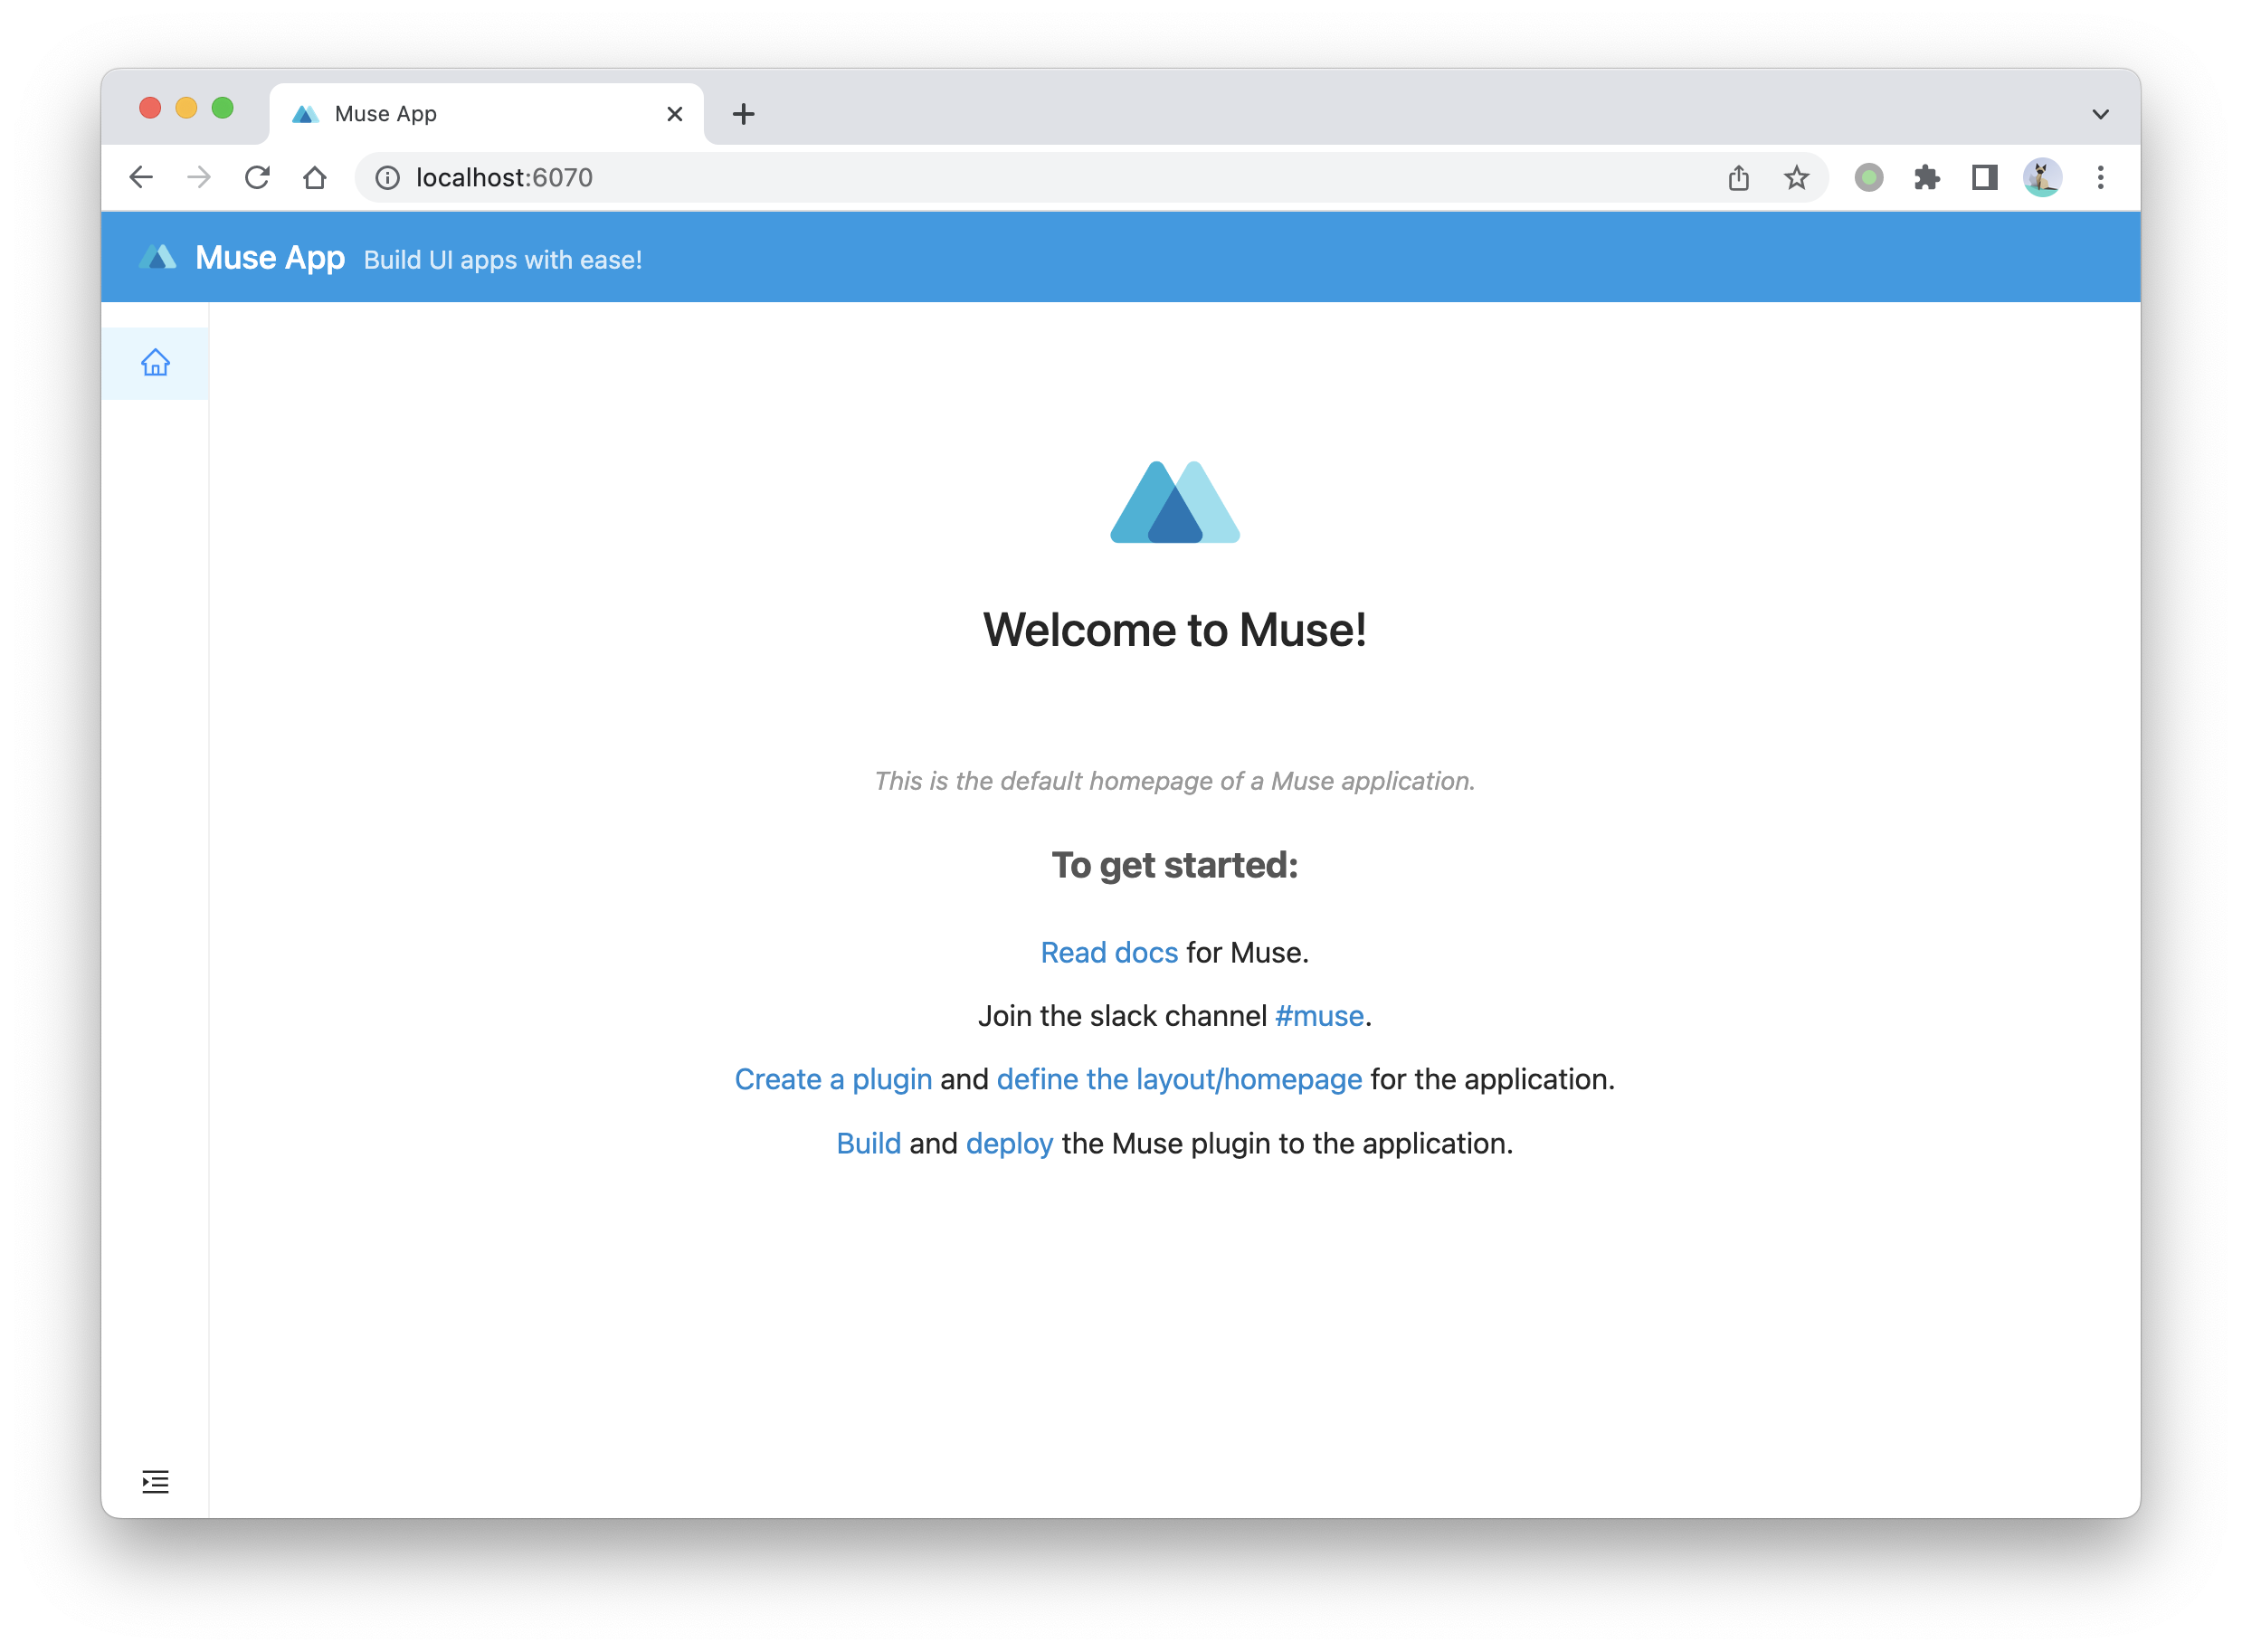 Muse App
localhost:6070
Muse App Build UI apps with ease!
Welcome to Muse!
This is the default homepage of a Muse application.
To get started:
Read docs for Muse.
Join the slack channel #muse.
Create a plugin and define the layout/homepage for the application.
Build and deploy the Muse plugin to the application.